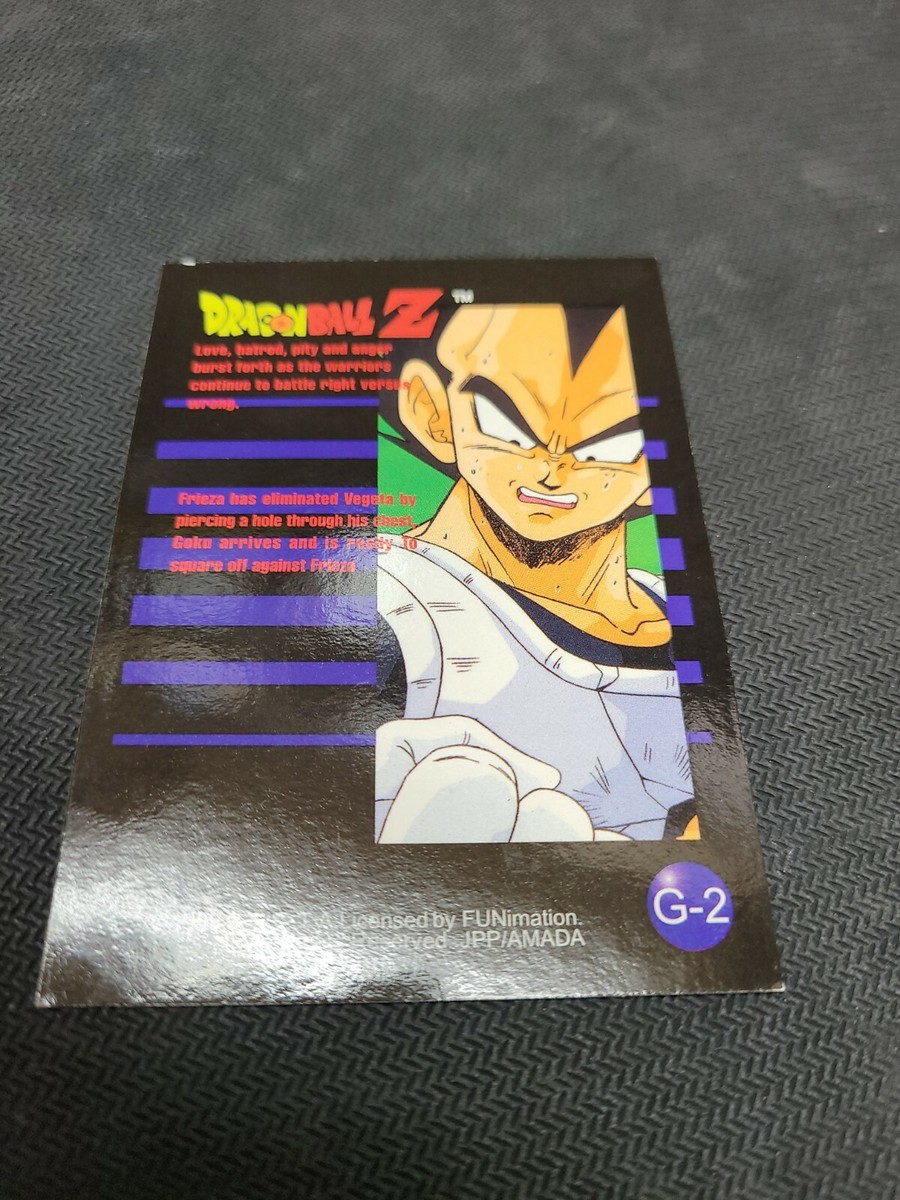 DRAGONBALL Z ™
Love, hatred, pity and anger
burst forth as the warriors
continue to battle right versus
wrong.
Frieza has eliminated Vegeta by
piercing a hole through his chest.
Goku arrives and is ready to
square off against Frieza
Licensed by FUNimation.
Reserved JPP/AMADA
G-2